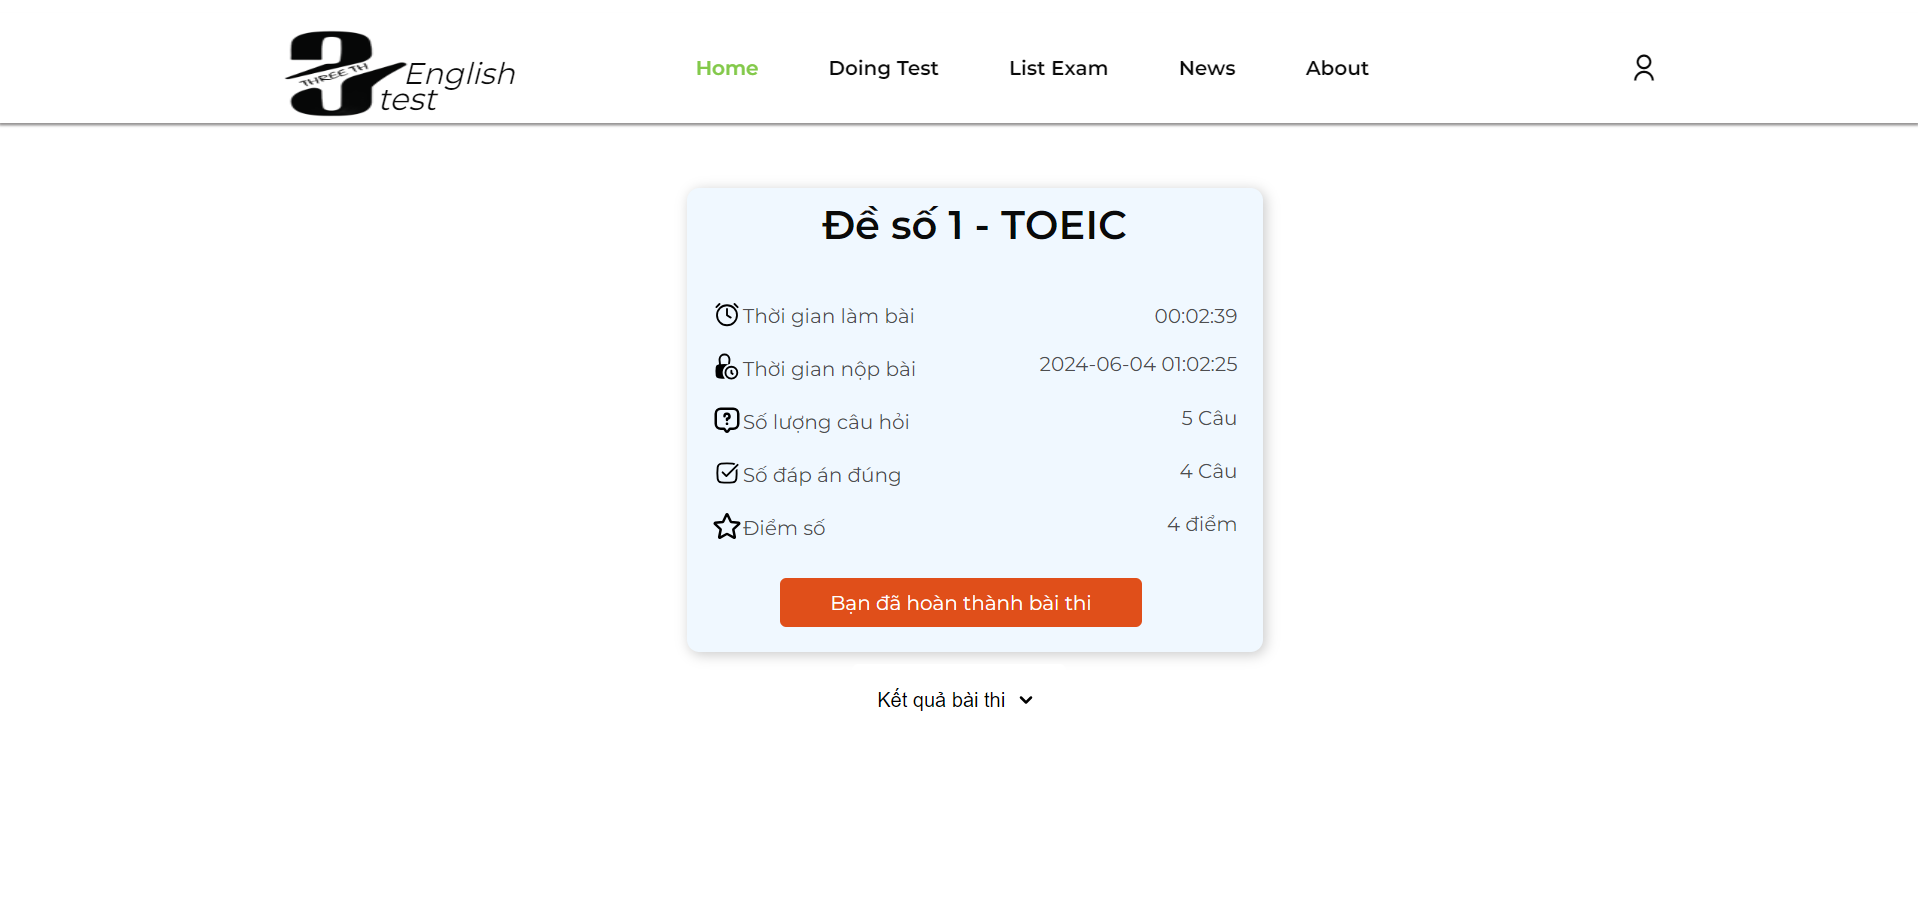 THREE TH
English
test
Home Doing Test List Exam News About
Đề số 1 - TOEIC
Thời gian làm bài 00:02:39
Thời gian nộp bài 2024-06-04 01:02:25
Số lượng câu hỏi 5 Câu
Số đáp án đúng 4 Câu
Điểm số 4 điểm
Bạn đã hoàn thành bài thi
Kết quả bài thi